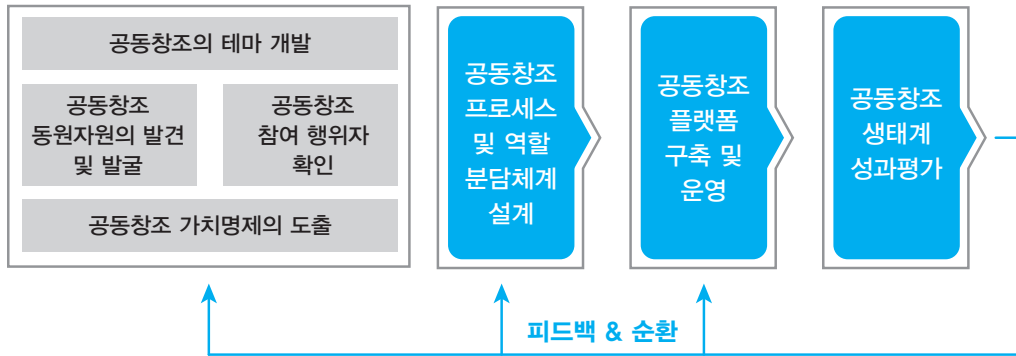 공동창조의 테마 개발
공동창조
동원자원의 발견
및 발굴
공동창조
참여 행위자
확인
공동창조 가치명제의 도출
공동창조
프로세스
및 역할
분담체계
설계
공동창조
플랫폼
구축 및
운영
공동창조
생태계
성과평가
피드백 & 순환